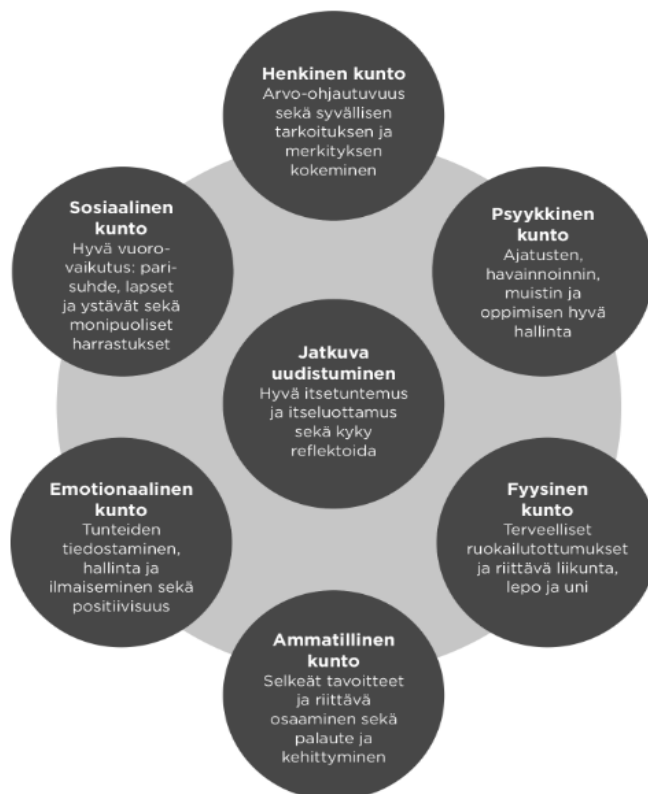 Henkinen kunto
Arvo-ohjautuvuus
sekä syvällisen
tarkoituksen ja
merkityksen
kokeminen
Sosiaalinen
kunto
Hyvä vuoro-
vaikutus: pari-
suhde, lapset
ja ystävät sekä
monipuoliset
harrastukset
Psyykkinen
kunto
Ajatusten,
havainnoinnin,
muistin ja
oppimisen hyvä
hallinta
Jatkuva
uudistuminen
Hyvä itsetuntemus
ja itseluottamus
sekä kyky
reflektoida
Emotionaalinen
kunto
Tunteiden
tiedostaminen,
hallinta ja
ilmaiseminen sekä
positiivisuus
Fyysinen
kunto
Terveelliset
ruokailutottumukset
ja riittävä liikunta,
lepo ja uni
Ammatillinen
kunto
Selkeät tavoitteet
ja riittävä
osaaminen sekä
palaute ja
kehittyminen